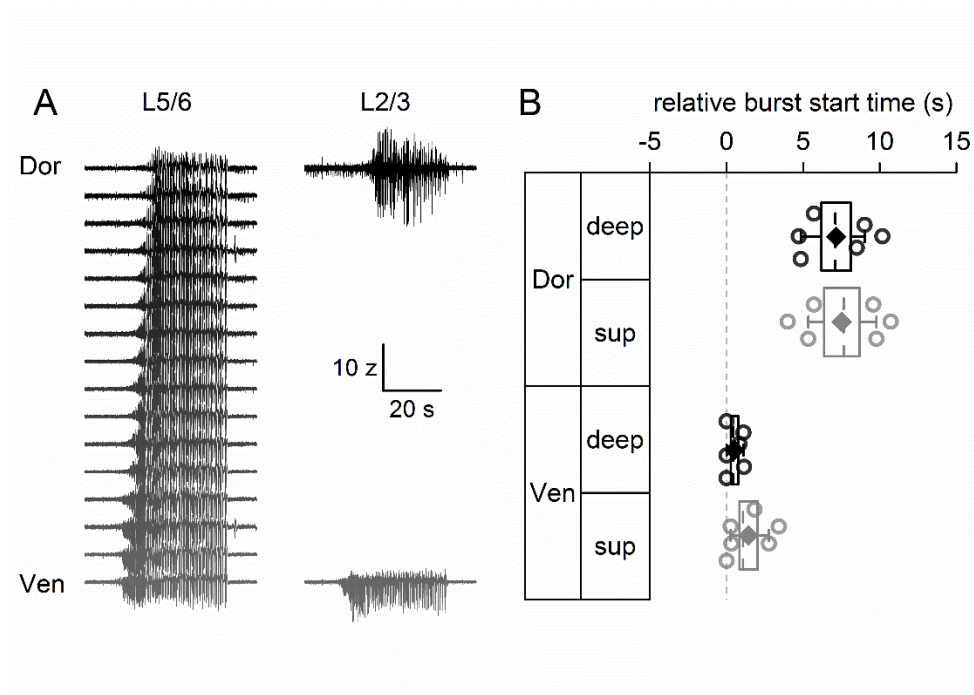 A
L5/6
L2/3
Dor
Ven
10 z
20 s
B
relative burst start time (s)
-5 0 5 10 15
Dor
deep
sup
Ven
deep
sup